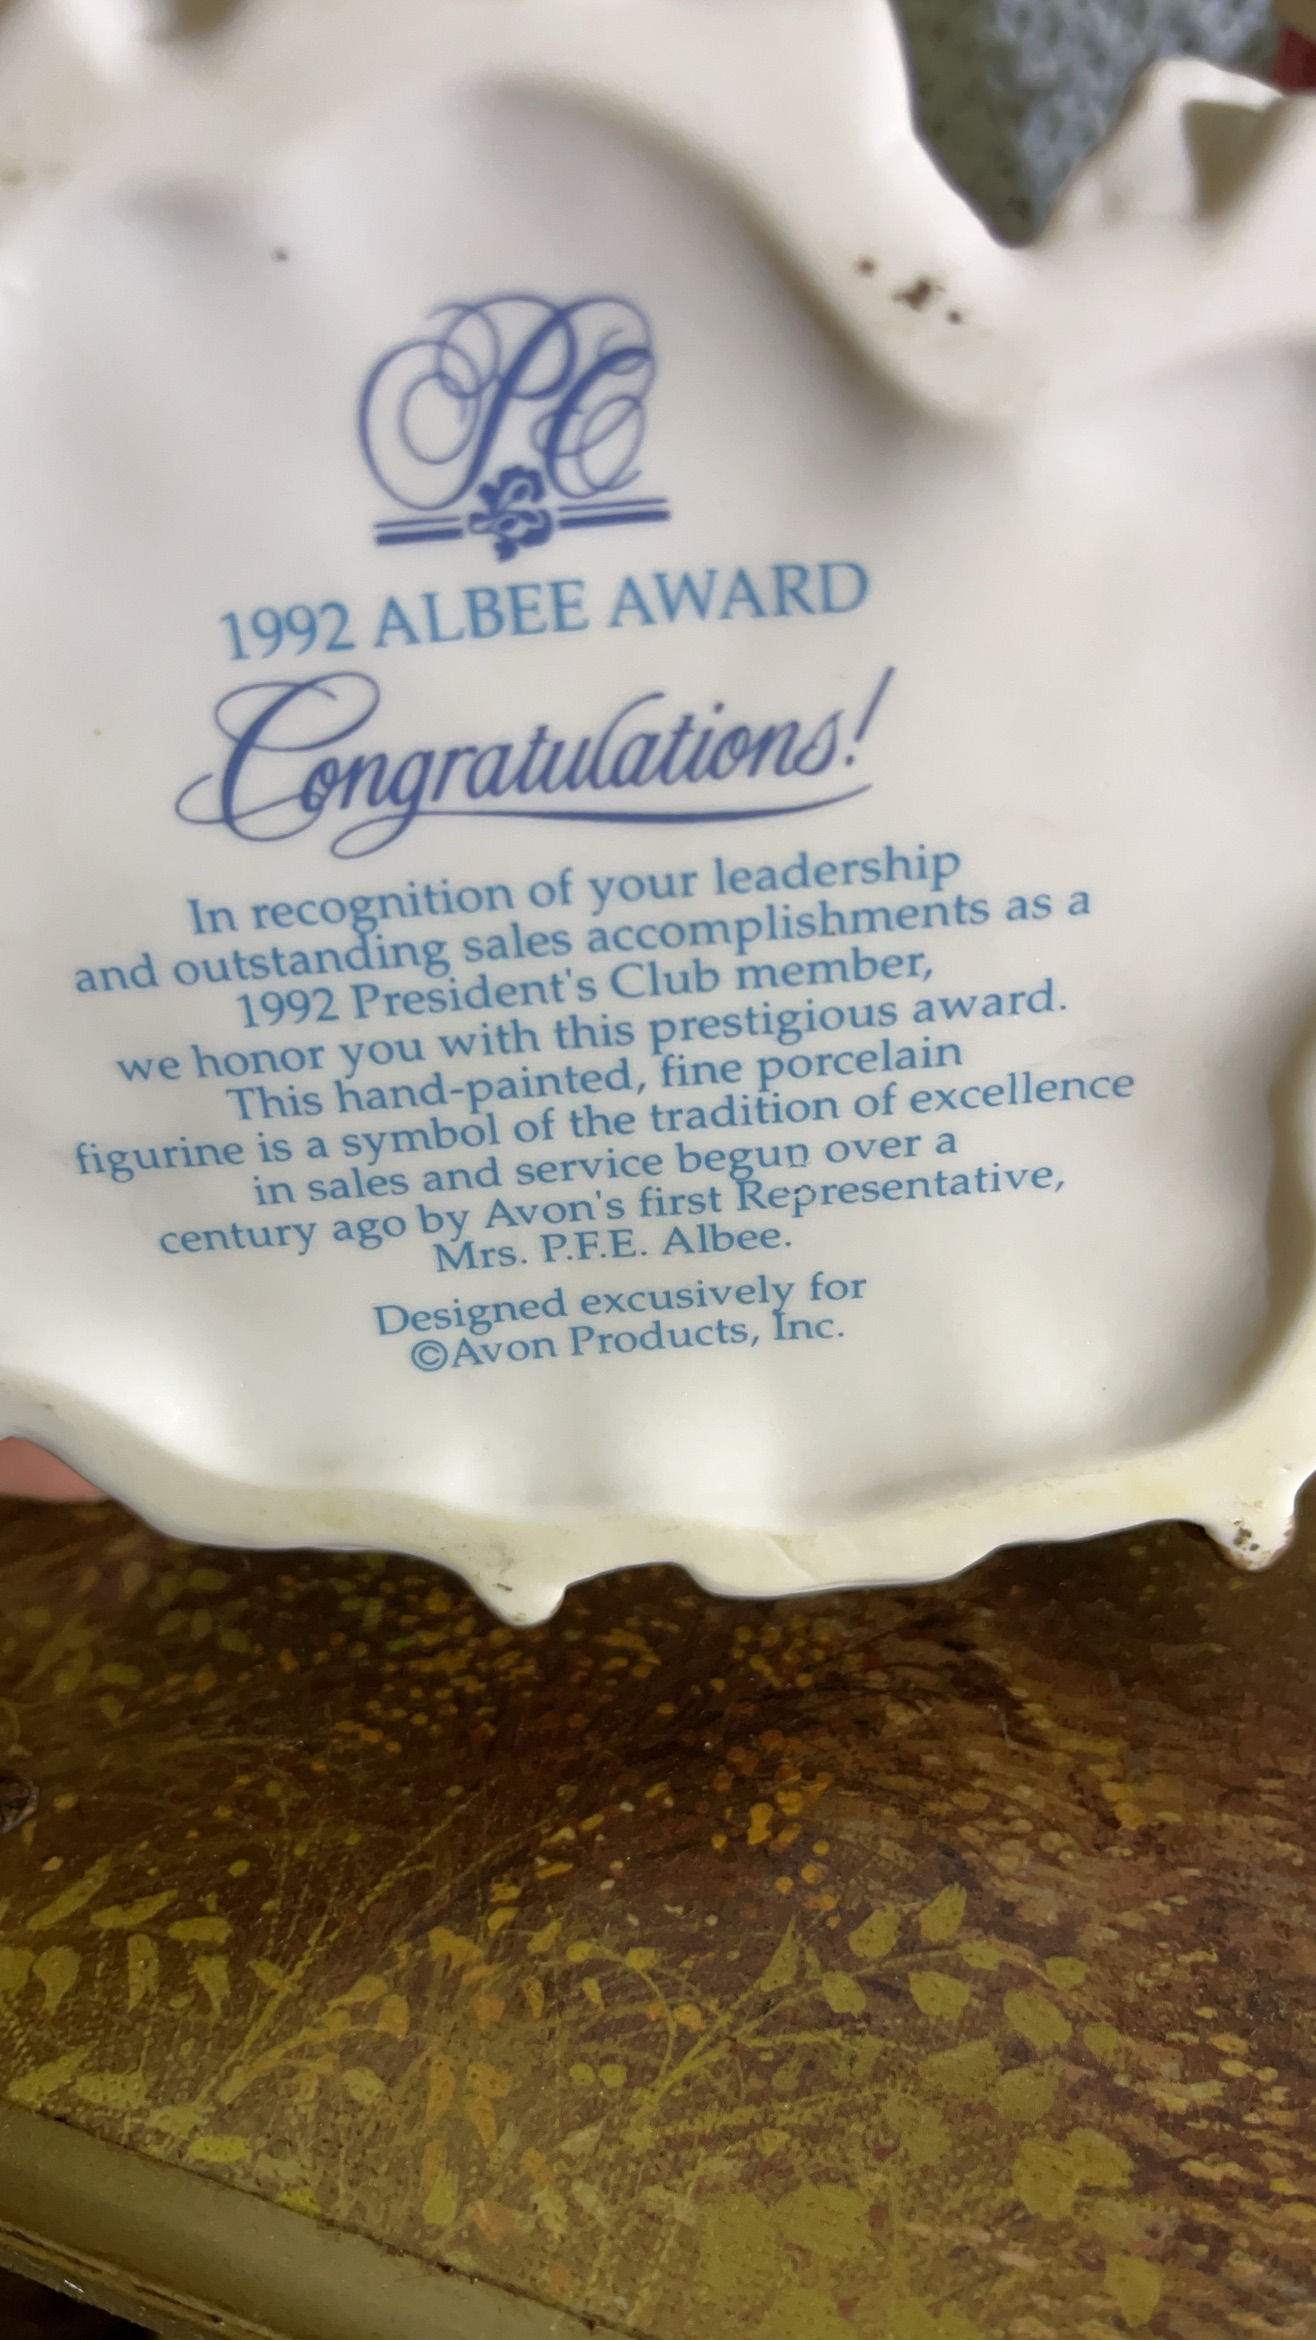 PC
1992 ALBEE AWARD
Congratulations!
In recognition of your leadership
and outstanding sales accomplishments as a
1992 President's Club member,
we honor you with this prestigious award.
This hand-painted, fine porcelain
figurine is a symbol of the tradition of excellence
in sales and service begun over a
century ago by Avon's first Representative,
Mrs. P.F.E. Albee.
Designed excusively for
©Avon Products, Inc.